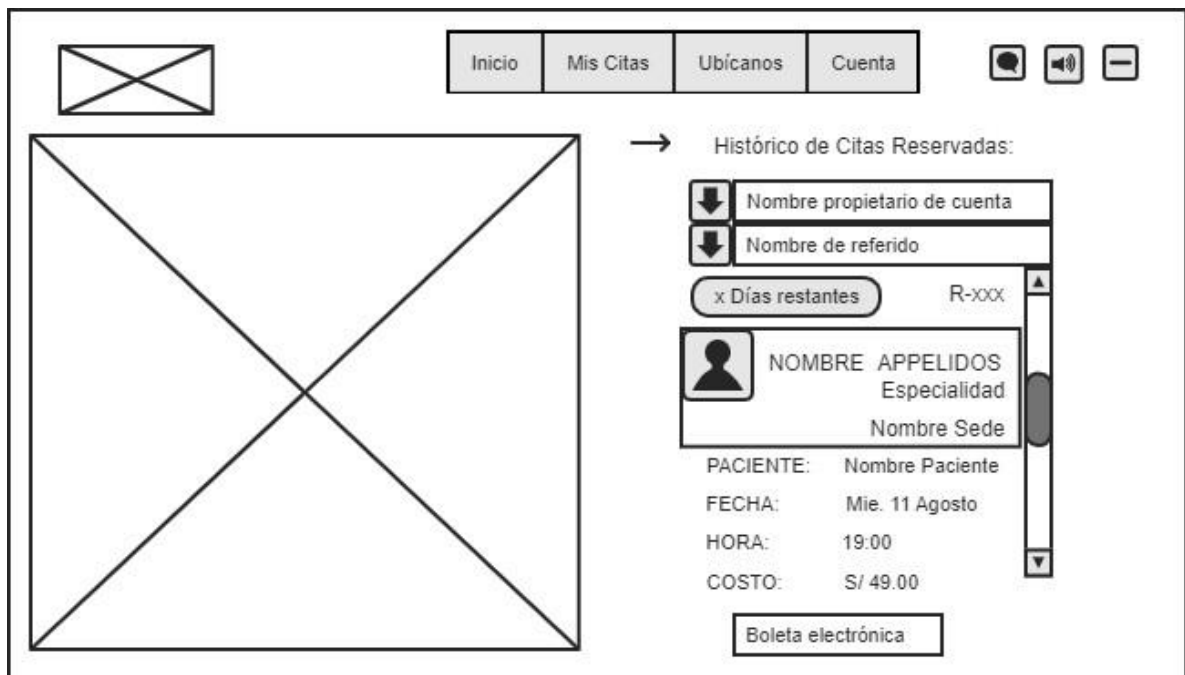 Inicio Mis Citas Ubícanos Cuenta
Histórico de Citas Reservadas:
Nombre propietario de cuenta
Nombre de referido
x Días restantes R-xxx
NOMBRE APPELIDOS
Especialidad
Nombre Sede
PACIENTE: Nombre Paciente
FECHA: Mie. 11 Agosto
HORA: 19:00
COSTO: S/ 49.00
Boleta electrónica